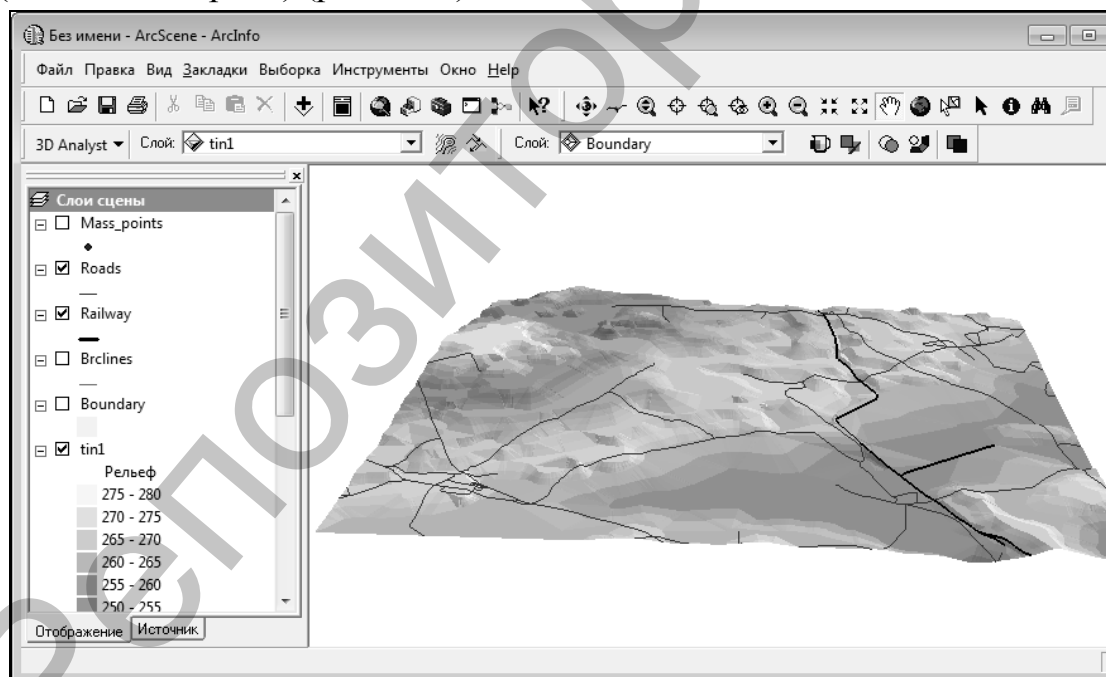 Без имени - ArcScene - ArcInfo
Файл Правка Вид Закладки Выборка Инструменты Окно Help
3D Analyst Слой: tin1 Слой: Boundary
Слои сцены
Mass_points
Roads
Railway
Brclines
Boundary
tin1
Рельеф
275 - 280
270 - 275
265 - 270
260 - 265
255 - 260
250 - 255
Отображение Источник
Репозитор